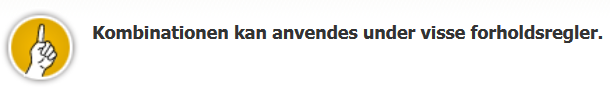 Kombinationen kan anvendes under visse forholdsregler.